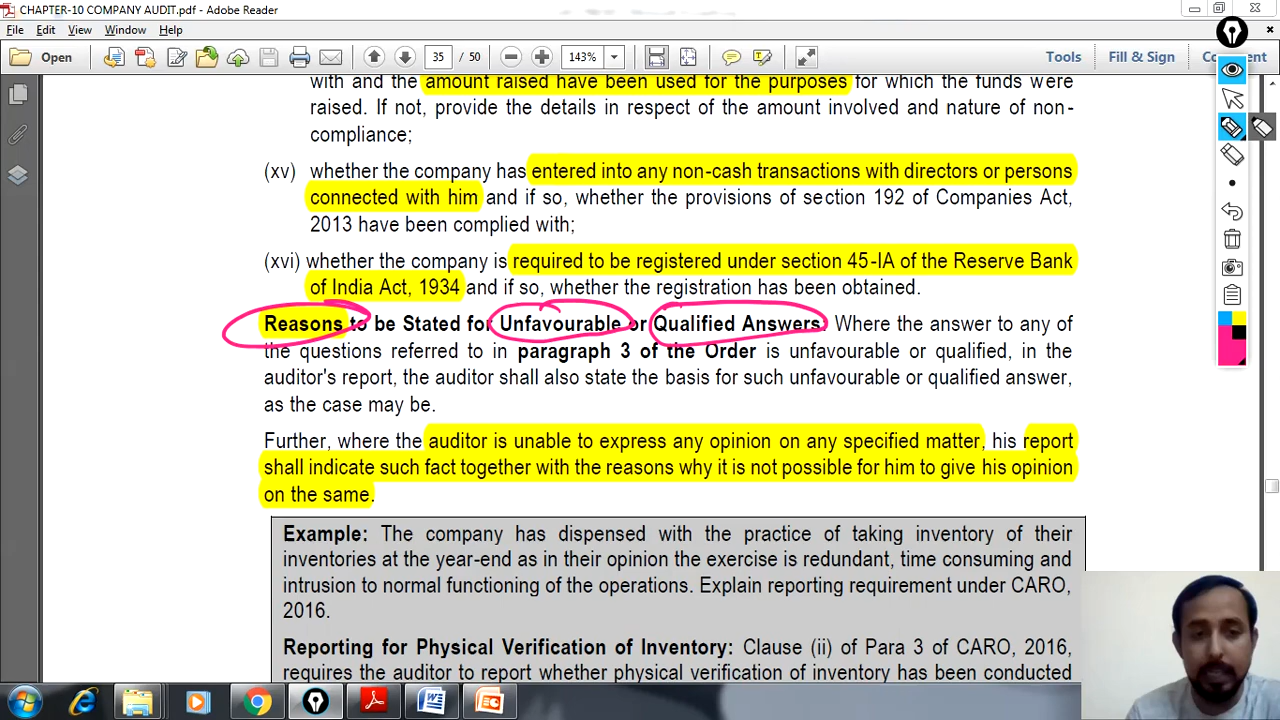 CHAPTER-10 COMPANY AUDIT.pdf - Adobe Reader
File Edit View Window Help
Open 35 / 50 143% Tools Fill & Sign Comment
with and the amount raised have been used for the purposes for which the funds were
raised. If not, provide the details in respect of the amount involved and nature of non-
compliance;
(xv) whether the company has entered into any non-cash transactions with directors or persons
connected with him and if so, whether the provisions of section 192 of Companies Act,
2013 have been complied with;
(xvi) whether the company is required to be registered under section 45-IA of the Reserve Bank
of India Act, 1934 and if so, whether the registration has been obtained.
Reasons to be Stated for Unfavourable or Qualified Answers: Where the answer to any of
the questions referred to in paragraph 3 of the Order is unfavourable or qualified, in the
auditor's report, the auditor shall also state the basis for such unfavourable or qualified answer,
as the case may be.
Further, where the auditor is unable to express any opinion on any specified matter, his report
shall indicate such fact together with the reasons why it is not possible for him to give his opinion
on the same.
Example: The company has dispensed with the practice of taking inventory of their
inventories at the year-end as in their opinion the exercise is redundant, time consuming and
intrusion to normal functioning of the operations. Explain reporting requirement under CARO,
2016.
Reporting for Physical Verification of Inventory: Clause (ii) of Para 3 of CARO, 2016,
requires the auditor to report whether physical verification of inventory has been conducted